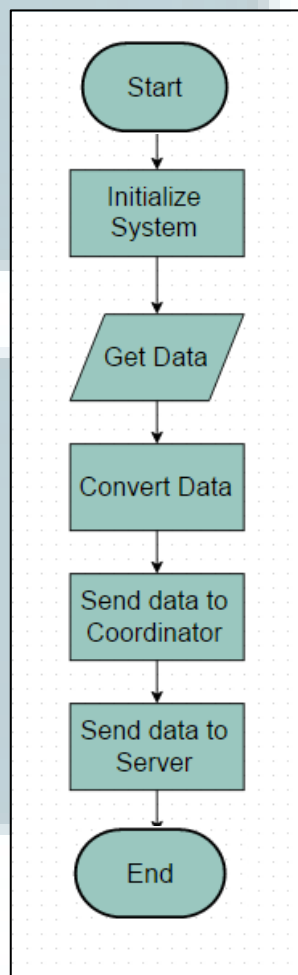 Start
Initialize
System
Get Data
Convert Data
Send data to
Coordinator
Send data to
Server
End